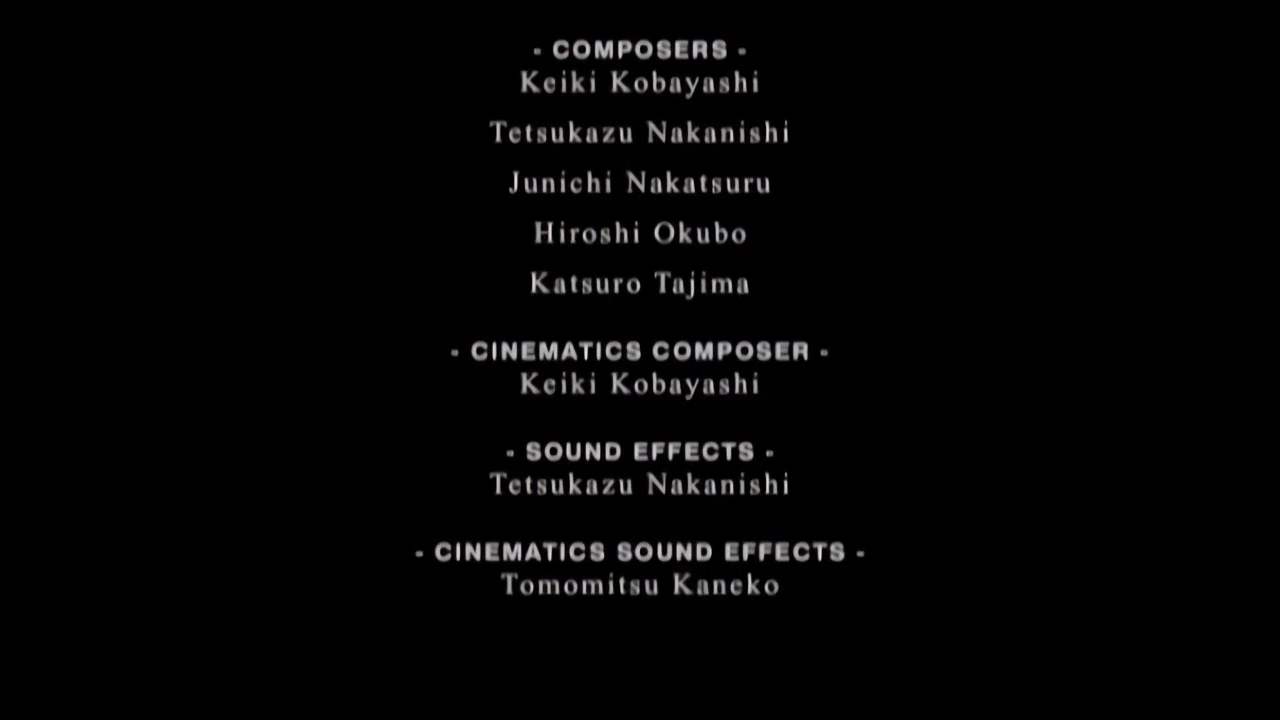 - COMPOSERS -
Keiki Kobayashi
Tetsukazu Nakanishi
Junichi Nakatsuru
Hiroshi Okubo
Katsuro Tajima
- CINEMATICS COMPOSER -
Keiki Kobayashi
- SOUND EFFECTS -
Tetsukazu Nakanishi
- CINEMATICS SOUND EFFECTS -
Tomomitsu Kaneko